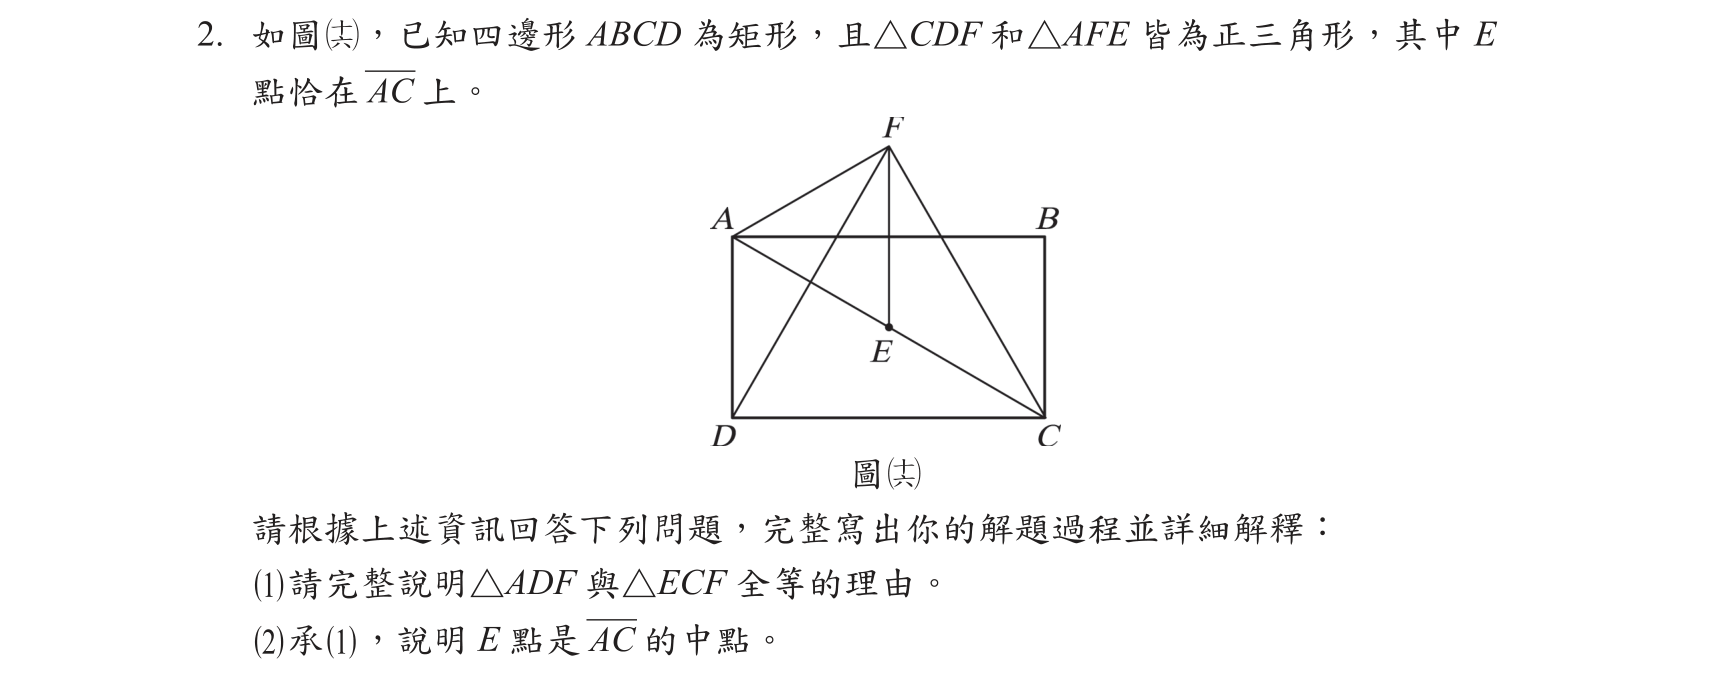 2. 如圖㈯，已知四邊形 ABCD 為矩形，且△CDF 和△AFE 皆為正三角形，其中 E
點恰在 AC 上。
F
A
B
E
D
C
圖(十六)
請根據上述資訊回答下列問題，完整寫出你的解題過程並詳細解釋：
(1)請完整說明△ADF 與△ECF 全等的理由。
(2)承(1)，說明 E 點是 AC 的中點。